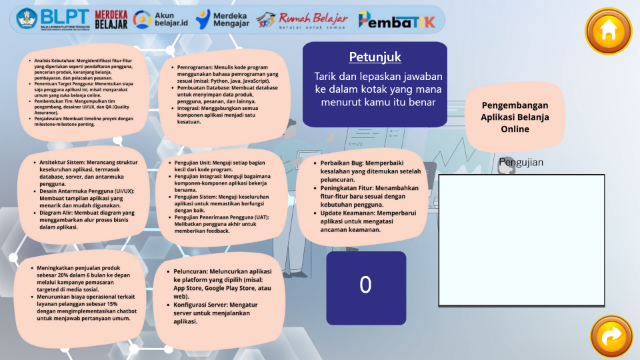 BLPT
MERDEKA
BELAJAR
Akun
belajar.id
Merdeka
Mengajar
Rumah Belajar
Belajar untuk semua
PembaTIK
• Analisis Kebutuhan: Mengidentifikasi fitur-fitur
yang diperlukan seperti pendaftaran pengguna,
pencarian produk, keranjang belanja,
pembayaran, dan pelacakan pesanan.
• Penentuan Target Pengguna: Menentukan siapa
saja pengguna aplikasi ini, misal: masyarakat
umum yang suka belanja online.
• Pembentukan Tim: Mengumpulkan tim
pengembang, desainer UI/UX, dan QA (Quality
Assurance).
• Penjadwalan: Membuat timeline proyek dengan
milestone-milestone penting.
• Pemrograman: Menulis kode program
menggunakan bahasa pemrograman yang
sesuai (misal: Python, Java, JavaScript).
• Pembuatan Database: Membuat database
untuk menyimpan data produk,
pengguna, pesanan, dan lainnya.
• Integrasi: Menggabungkan semua
komponen aplikasi menjadi satu
kesatuan.
Petunjuk
Tarik dan lepaskan jawaban
ke dalam kotak yang mana
menurut kamu itu benar
Pengembangan
Aplikasi Belanja
Online
• Arsitektur Sistem: Merancang struktur
keseluruhan aplikasi, termasuk
database, server, dan antarmuka
pengguna.
• Desain Antarmuka Pengguna (UI/UX):
Membuat tampilan aplikasi yang
menarik dan mudah digunakan.
• Diagram Alir: Membuat diagram yang
menggambarkan alur proses bisnis
dalam aplikasi.
• Pengujian Unit: Menguji setiap bagian
kecil dari kode program.
• Pengujian Integrasi: Menguji bagaimana
komponen-komponen aplikasi bekerja
bersama.
• Pengujian Sistem: Menguji keseluruhan
aplikasi untuk memastikan berfungsi
dengan baik.
• Pengujian Penerimaan Pengguna (UAT):
Melibatkan pengguna akhir untuk
memberikan feedback.
• Perbaikan Bug: Memperbaiki
kesalahan yang ditemukan setelah
peluncuran.
• Peningkatan Fitur: Menambahkan
fitur-fitur baru sesuai dengan
kebutuhan pengguna.
• Update Keamanan: Memperbarui
aplikasi untuk mengatasi
ancaman keamanan.
Pengujian
• Meningkatkan penjualan produk
sebesar 20% dalam 6 bulan ke depan
melalui kampanye pemasaran
targeted di media sosial.
• Menurunkan biaya operasional terkait
layanan pelanggan sebesar 15%
dengan mengimplementasikan chatbot
untuk menjawab pertanyaan umum.
• Peluncuran: Meluncurkan aplikasi
ke platform yang dipilih (misal:
App Store, Google Play Store, atau
web).
• Konfigurasi Server: Mengatur
server untuk menjalankan
aplikasi.
0